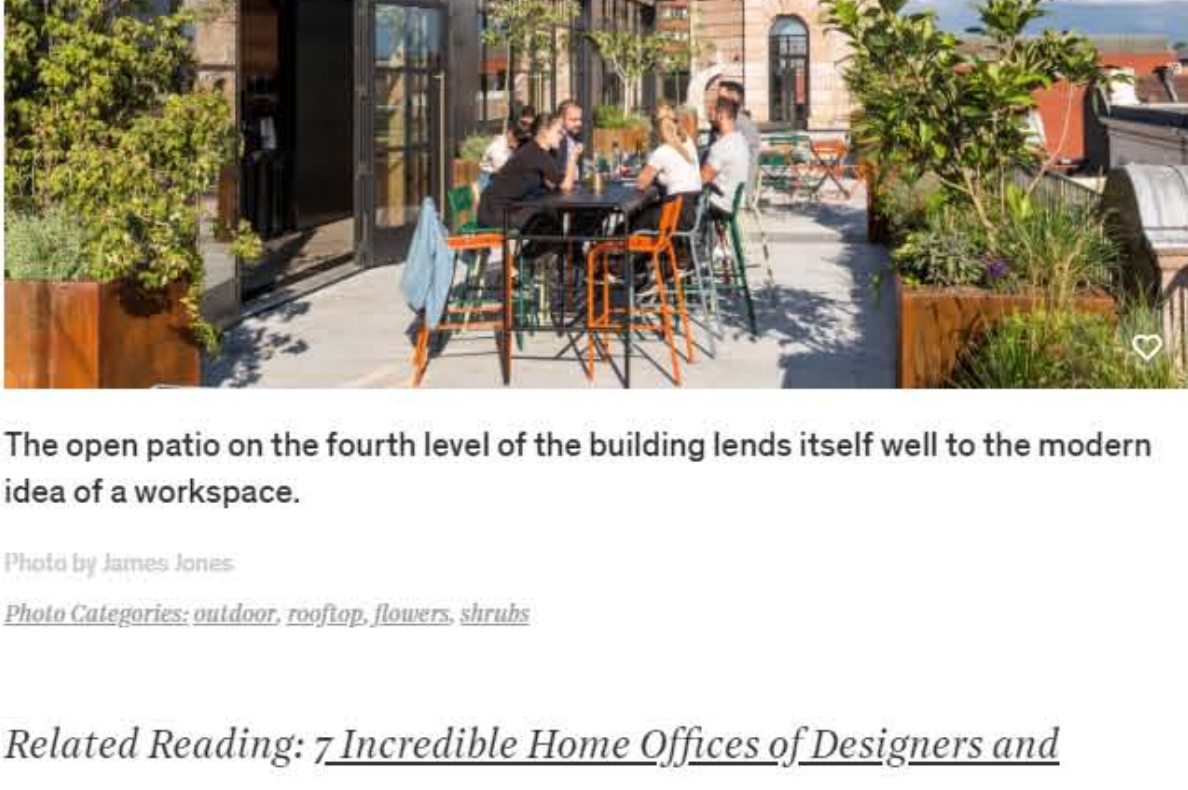 The open patio on the fourth level of the building lends itself well to the modern
idea of a workspace.
Photo by James Jones
Photo Categories: outdoor, rooftop, flowers, shrubs
Related Reading: 7 Incredible Home Offices of Designers and